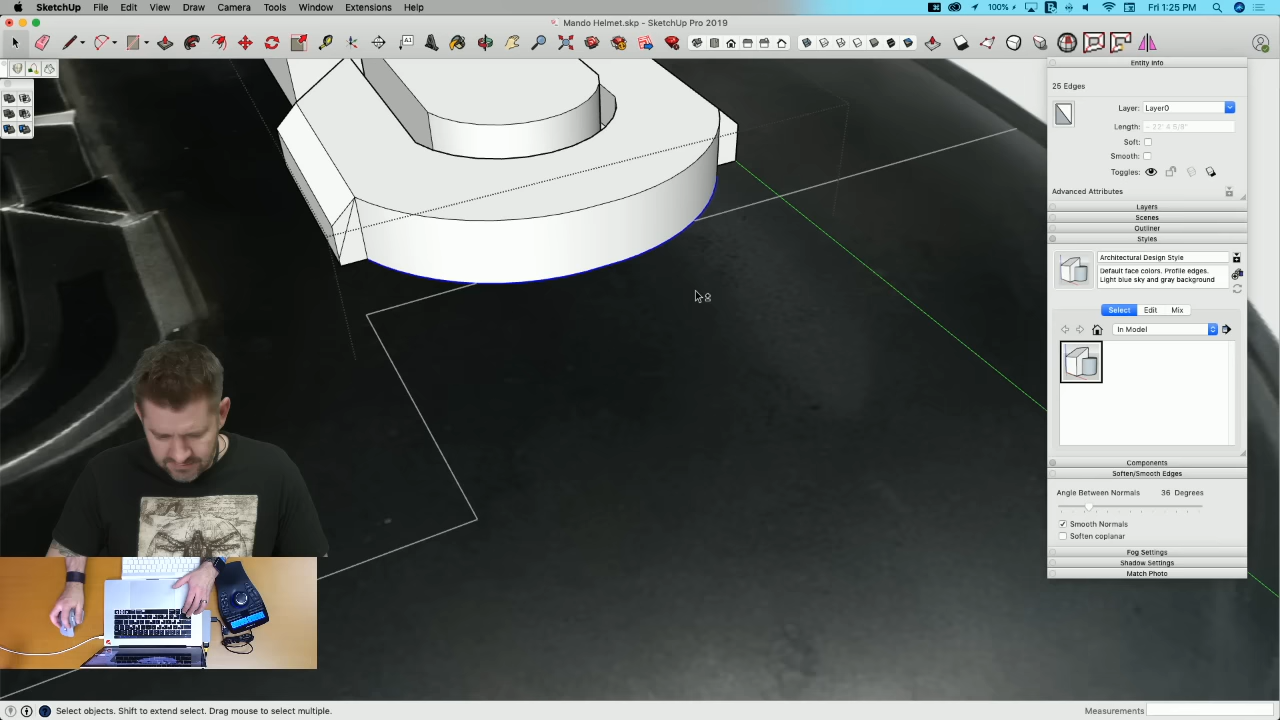 SketchUp File Edit View Draw Camera Tools Window Extensions Help
100% Fri 1:25 PM
Mando Helmet.skp - SketchUp Pro 2019
Entity Info
25 Edges
Layer: Layer0
Length: ~ 22' 4 5/8"
Soft:
Smooth:
Toggles:
Advanced Attributes
Layers
Scenes
Outliner
Styles
Architectural Design Style
Default face colors. Profile edges.
Light blue sky and gray background
Select Edit Mix
In Model
Components
Soften/Smooth Edges
Angle Between Normals 36 Degrees
Smooth Normals
Soften coplanar
Fog Settings
Shadow Settings
Match Photo
Select objects. Shift to extend select. Drag mouse to select multiple.
Measurements